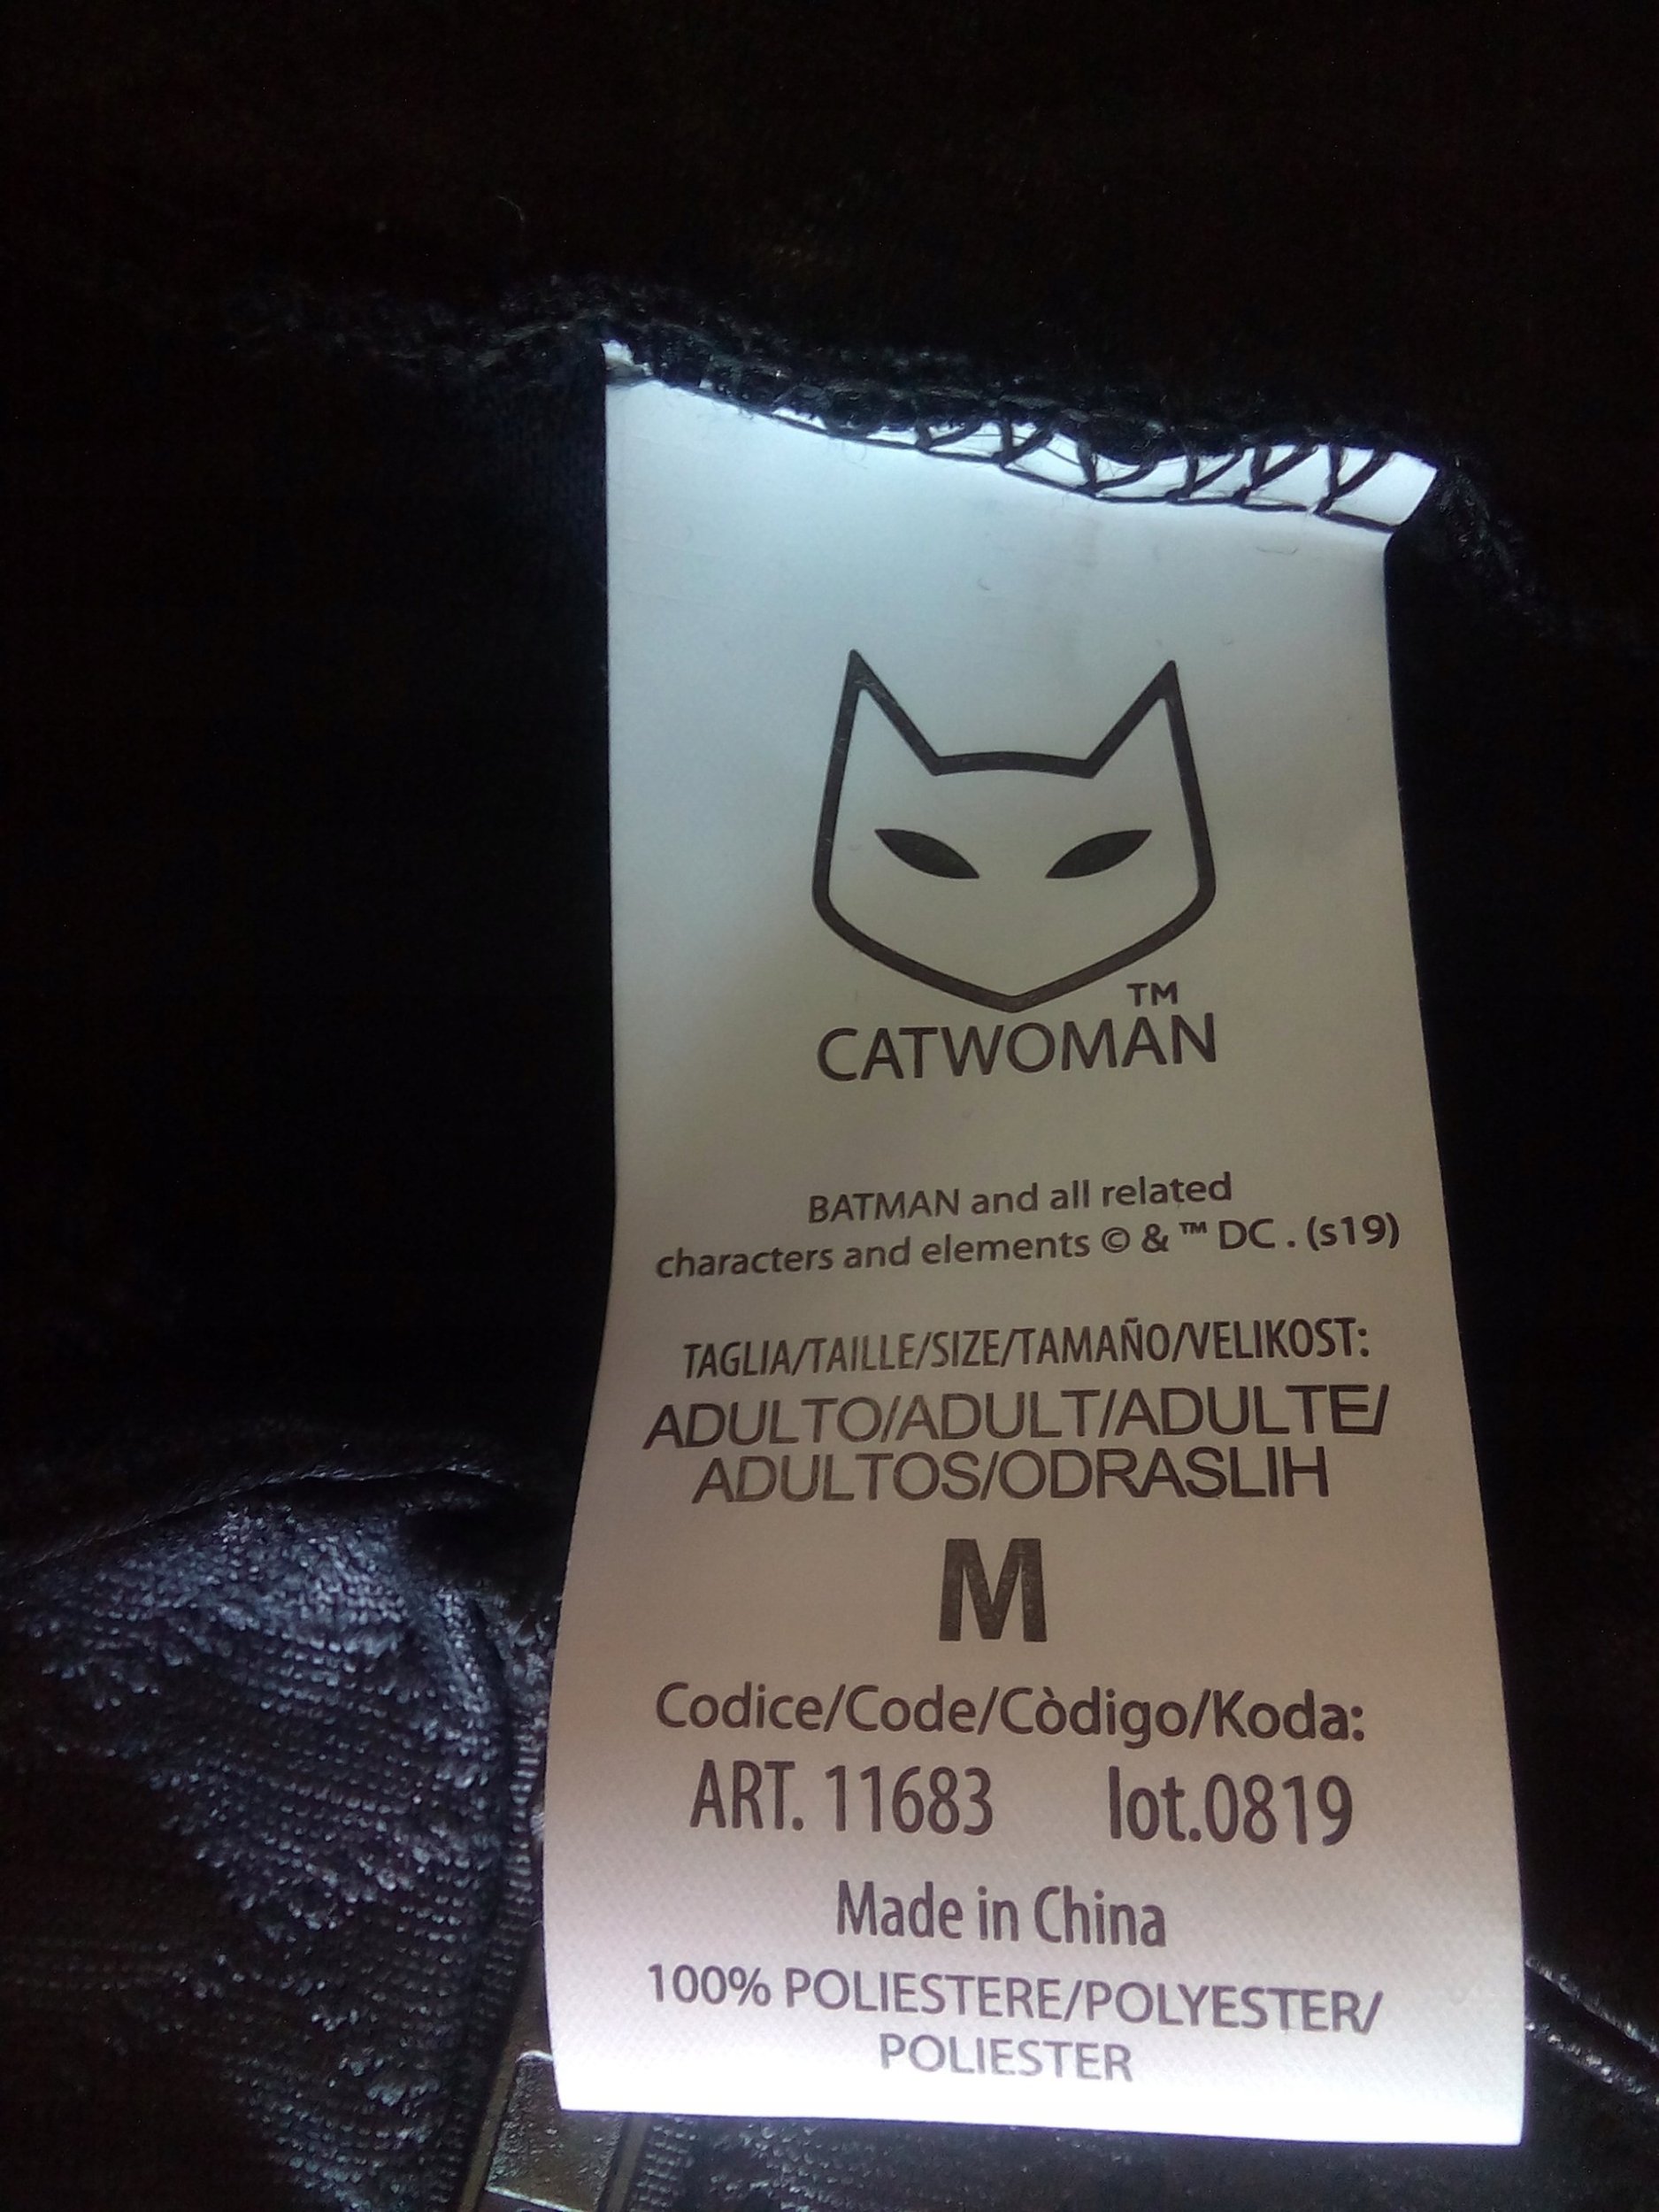 TM
CATWOMAN
BATMAN and all related
characters and elements © & ™ DC . (s19)
TAGLIA/TAILLE/SIZE/TAMAÑO/VELIKOST:
ADULTO/ADULT/ADULTE/
ADULTOS/ODRASLIH
M
Codice/Code/Còdigo/Koda:
ART. 11683 lot.0819
Made in China
100% POLIESTERE/POLYESTER/
POLIESTER